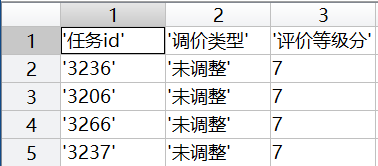 1 2 3
1 '任务id' '调价类型' '评价等级分'
2 '3236' '未调整' 7
3 '3206' '未调整' 7
4 '3266' '未调整' 7
5 '3237' '未调整' 7